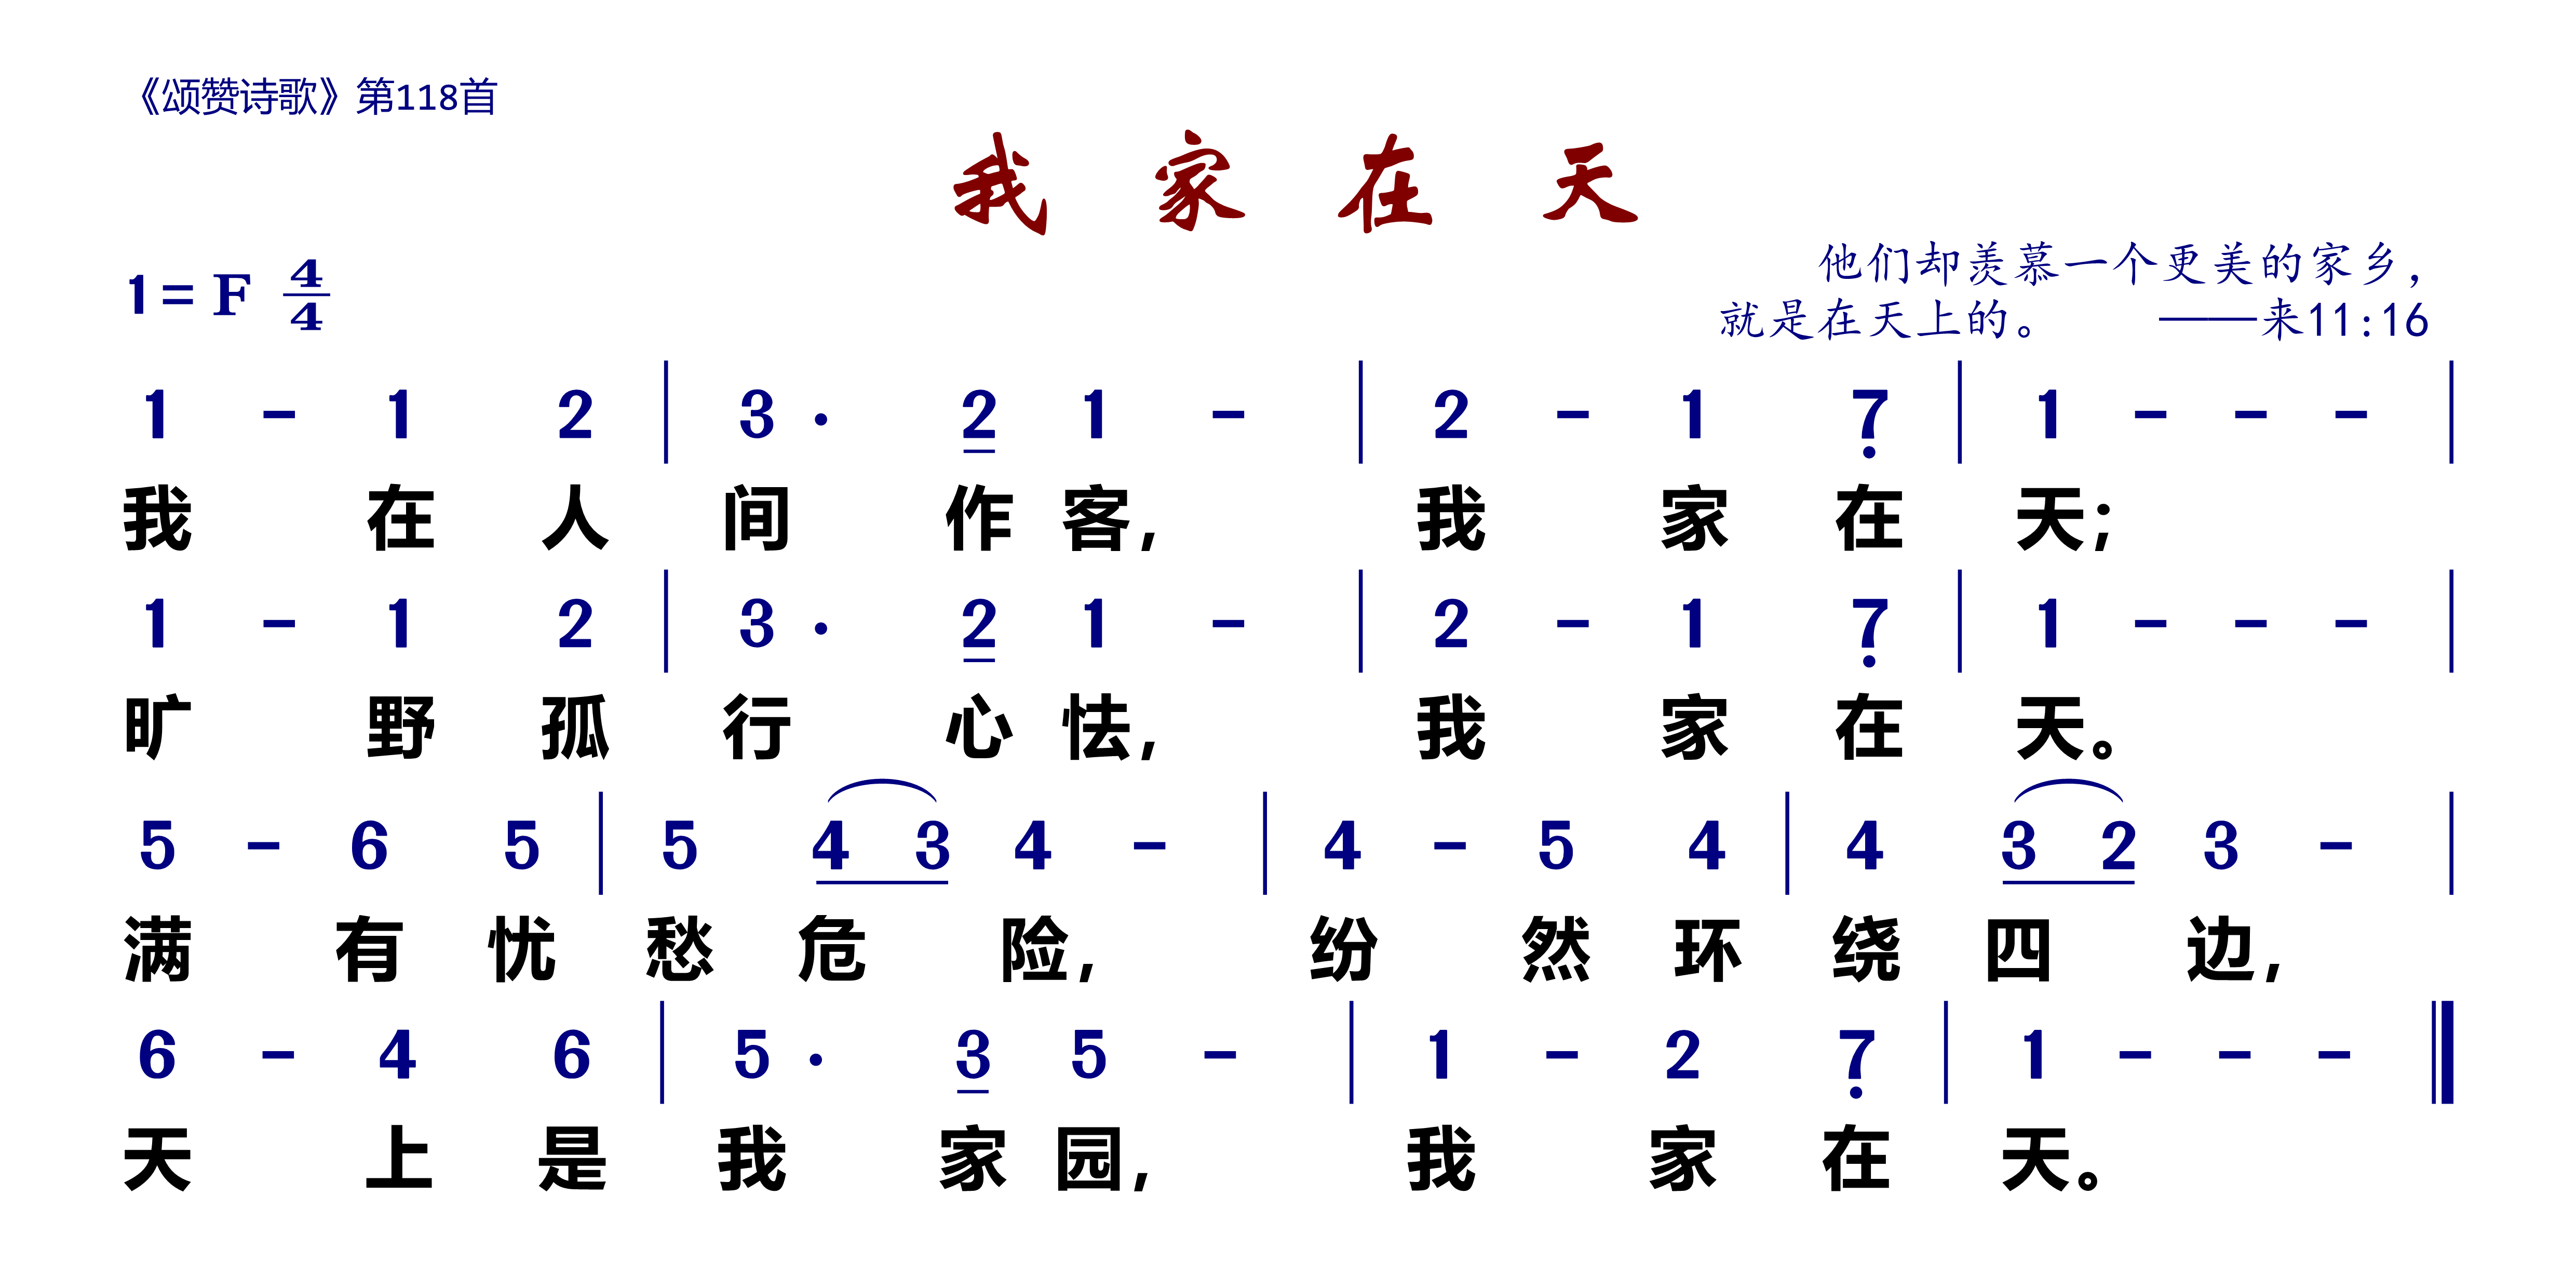 《颂赞诗歌》第118首
我 家 在 天
他们却羡慕一个更美的家乡，
1= F 4/4
就是在天上的。 ——来11:16
1 - 1 2 | 3 · 2 1 - | 2 - 1 7̣ | 1 - - - |
我 在 人 间 作 客， 我 家 在 天；
1 - 1 2 | 3 · 2 1 - | 2 - 1 7̣ | 1 - - - |
旷 野 孤 行 心 怯， 我 家 在 天。
5 - 6 5 | 5 4 3 4 - | 4 - 5 4 | 4 3 2 3 - |
满 有 忧 愁 危 险， 纷 然 环 绕 四 边，
6 - 4 6 | 5 · 3 5 - | 1 - 2 7̣ | 1 - - - ‖
天 上 是 我 家 园， 我 家 在 天。